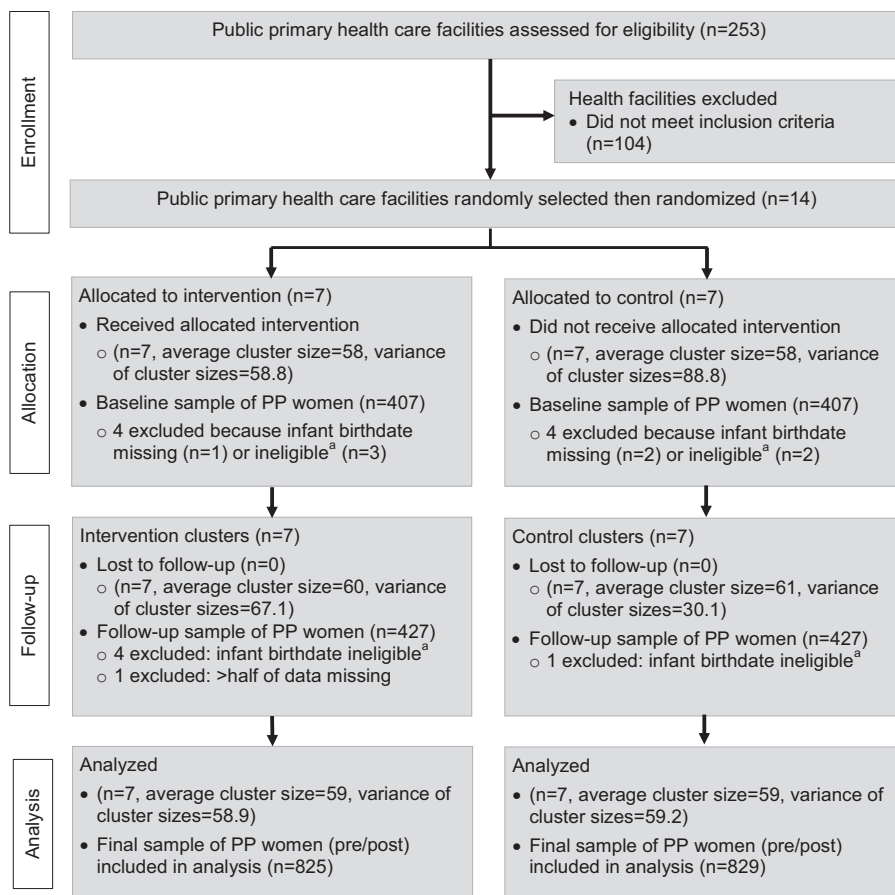 Enrollment
Public primary health care facilities assessed for eligibility (n=253)
Health facilities excluded
• Did not meet inclusion criteria
(n=104)
Public primary health care facilities randomly selected then randomized (n=14)
Allocation
Allocated to intervention (n=7)
• Received allocated intervention
○ (n=7, average cluster size=58, variance
of cluster sizes=58.8)
• Baseline sample of PP women (n=407)
○ 4 excluded because infant birthdate
missing (n=1) or ineligibleᵃ (n=3)
Allocated to control (n=7)
• Did not receive allocated intervention
○ (n=7, average cluster size=58, variance
of cluster sizes=88.8)
• Baseline sample of PP women (n=407)
○ 4 excluded because infant birthdate
missing (n=2) or ineligibleᵃ (n=2)
Follow-up
Intervention clusters (n=7)
• Lost to follow-up (n=0)
○ (n=7, average cluster size=60, variance
of cluster sizes=67.1)
• Follow-up sample of PP women (n=427)
○ 4 excluded: infant birthdate ineligibleᵃ
○ 1 excluded: >half of data missing
Control clusters (n=7)
• Lost to follow-up (n=0)
○ (n=7, average cluster size=61, variance
of cluster sizes=30.1)
• Follow-up sample of PP women (n=427)
○ 1 excluded: infant birthdate ineligibleᵃ
Analysis
Analyzed
• (n=7, average cluster size=59, variance of
cluster sizes=58.9)
• Final sample of PP women (pre/post)
included in analysis (n=825)
Analyzed
• (n=7, average cluster size=59, variance of
cluster sizes=59.2)
• Final sample of PP women (pre/post)
included in analysis (n=829)